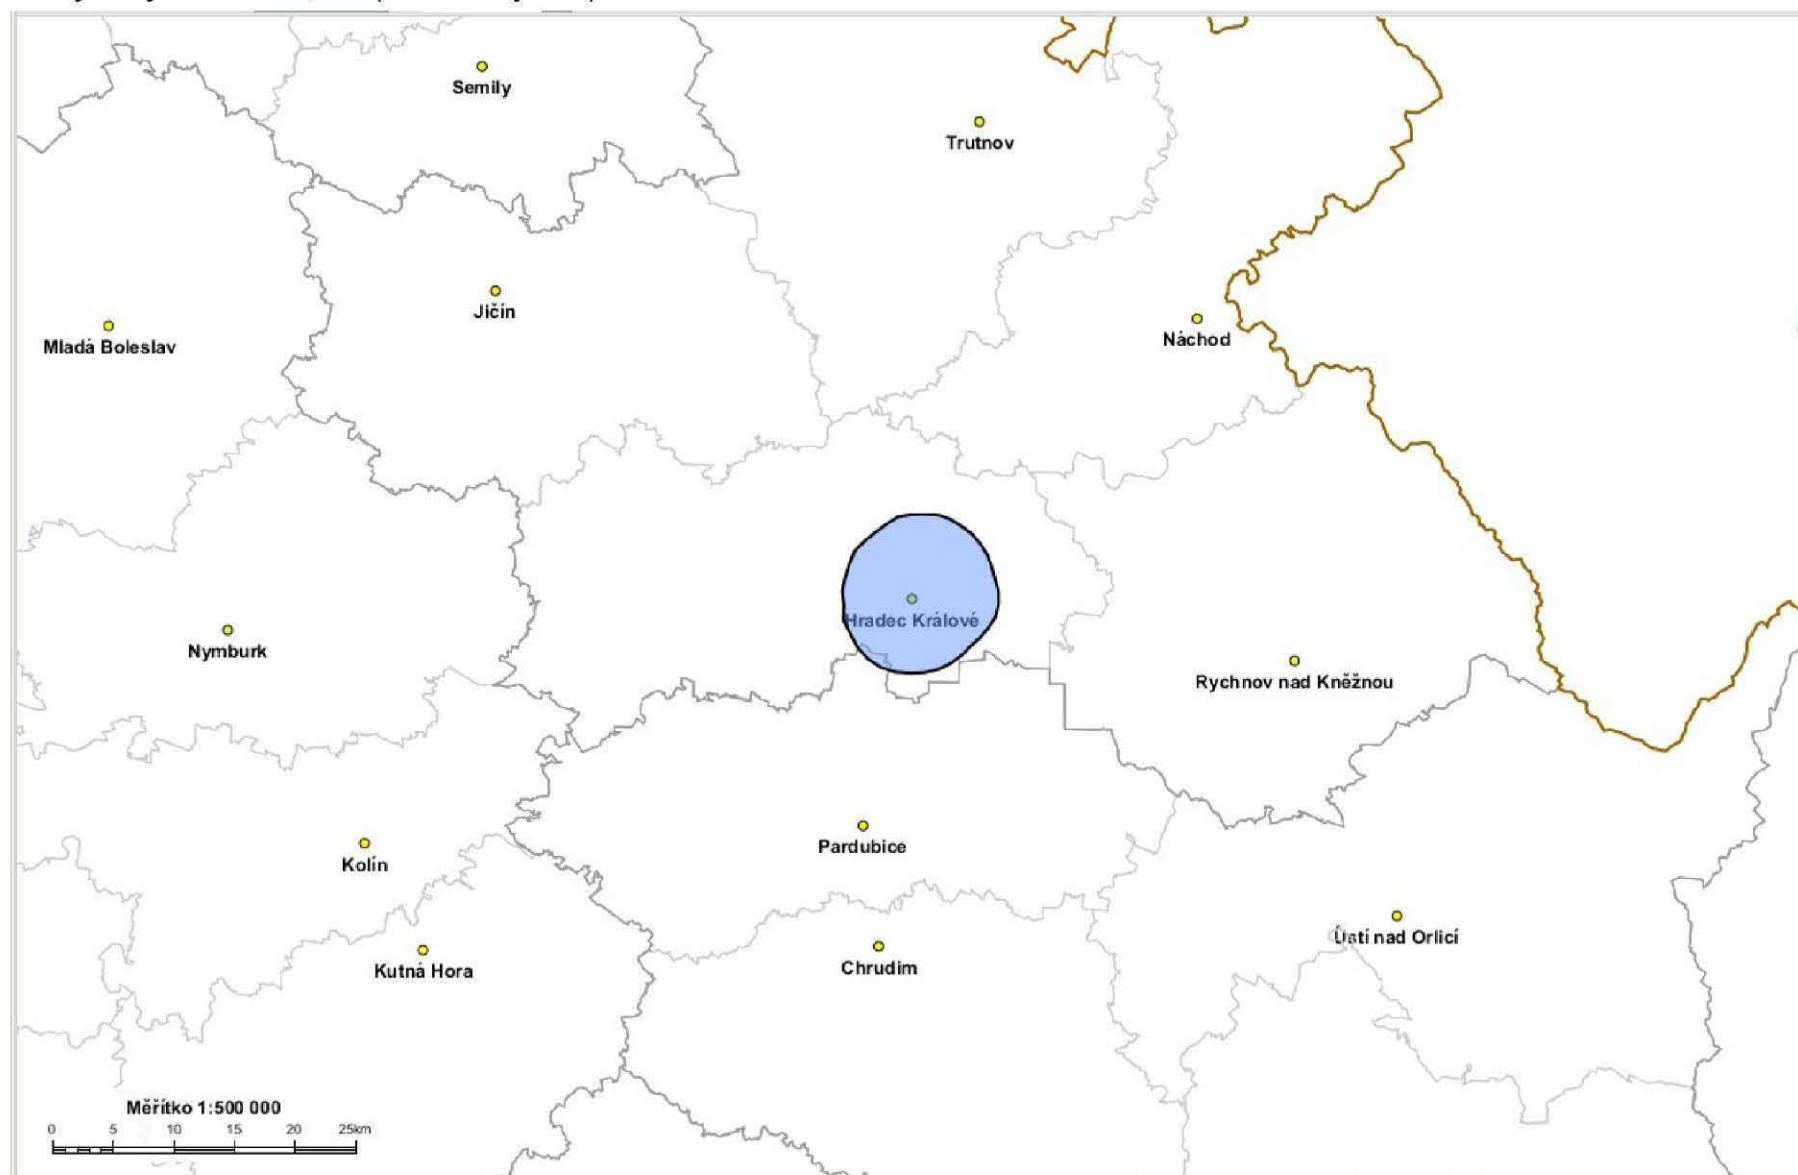 Semily
Trutnov
Jičín
Náchod
Mladá Boleslav
Hradec Králové
Nymburk
Rychnov nad Kněžnou
Pardubice
Kolín
Ústí nad Orlicí
Chrudim
Kutná Hora
Měřítko 1:500 000
0 5 10 15 20 25km